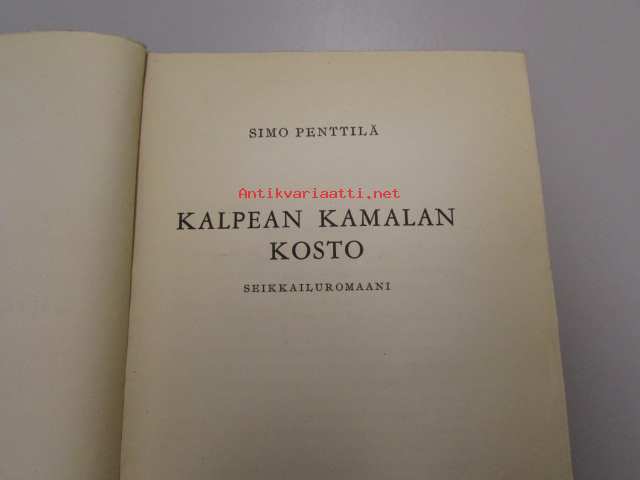 SIMO PENTTILÄ
Antikvariaatti.net
KALPEAN KAMALAN
KOSTO
SEIKKAILUROMAANI